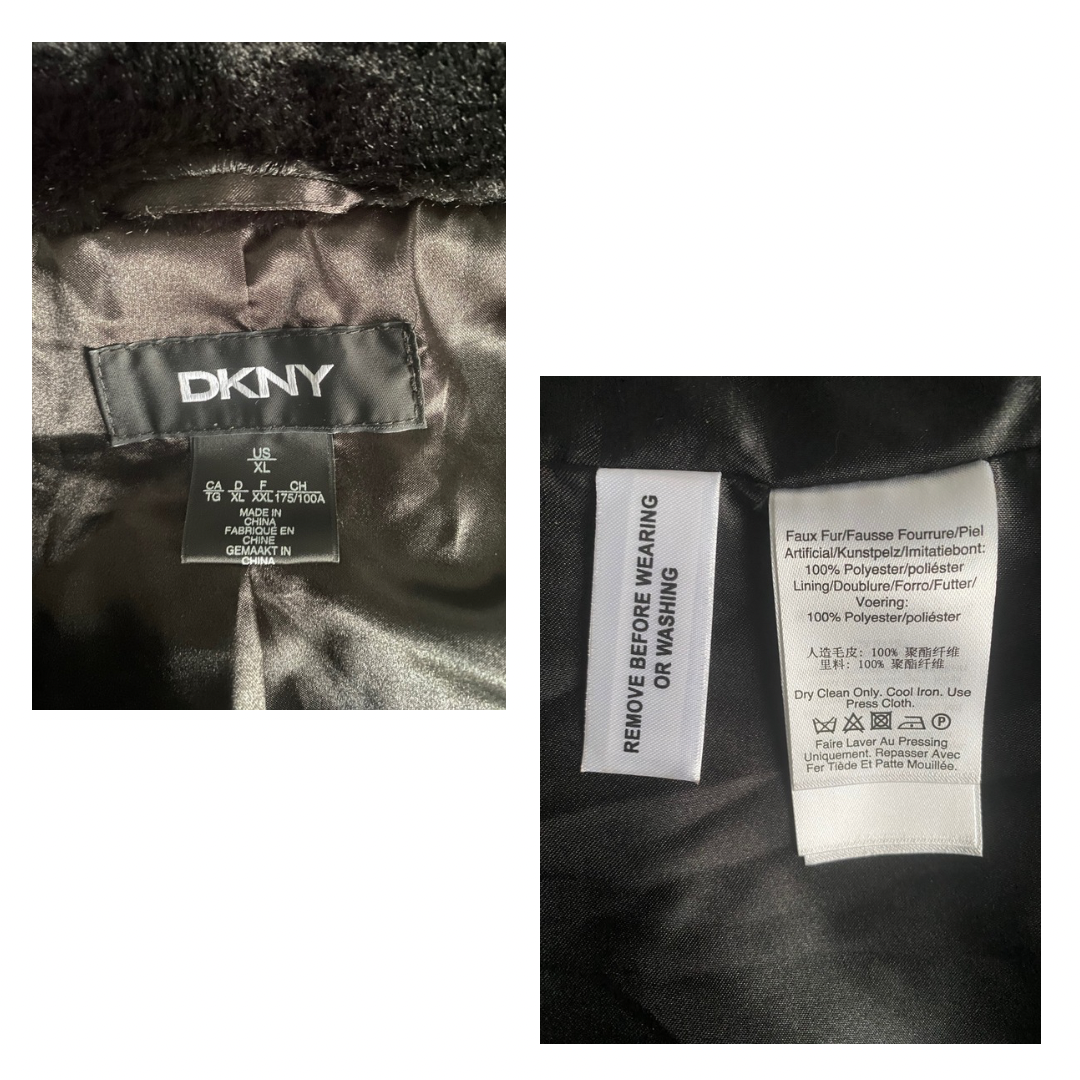 DKNY
US
XL
CA D F CH
TG XL XXL 175/100A
MADE IN
CHINA
FABRIQUÉ EN
CHINE
GEMAAKT IN
CHINA
REMOVE BEFORE WEARING
OR WASHING
Faux Fur/Fausse Fourrure/Piel
Artificial/Kunstpelz/Imitatiebont:
100% Polyester/poliéster
Lining/Doublure/Forro/Futter/
Voering:
100% Polyester/poliéster
人造毛皮: 100% 聚酯纤维
里料: 100% 聚酯纤维
Dry Clean Only. Cool Iron. Use
Press Cloth.
P
Faire Laver Au Pressing
Uniquement. Repasser Avec
Fer Tiède Et Patte Mouillée.